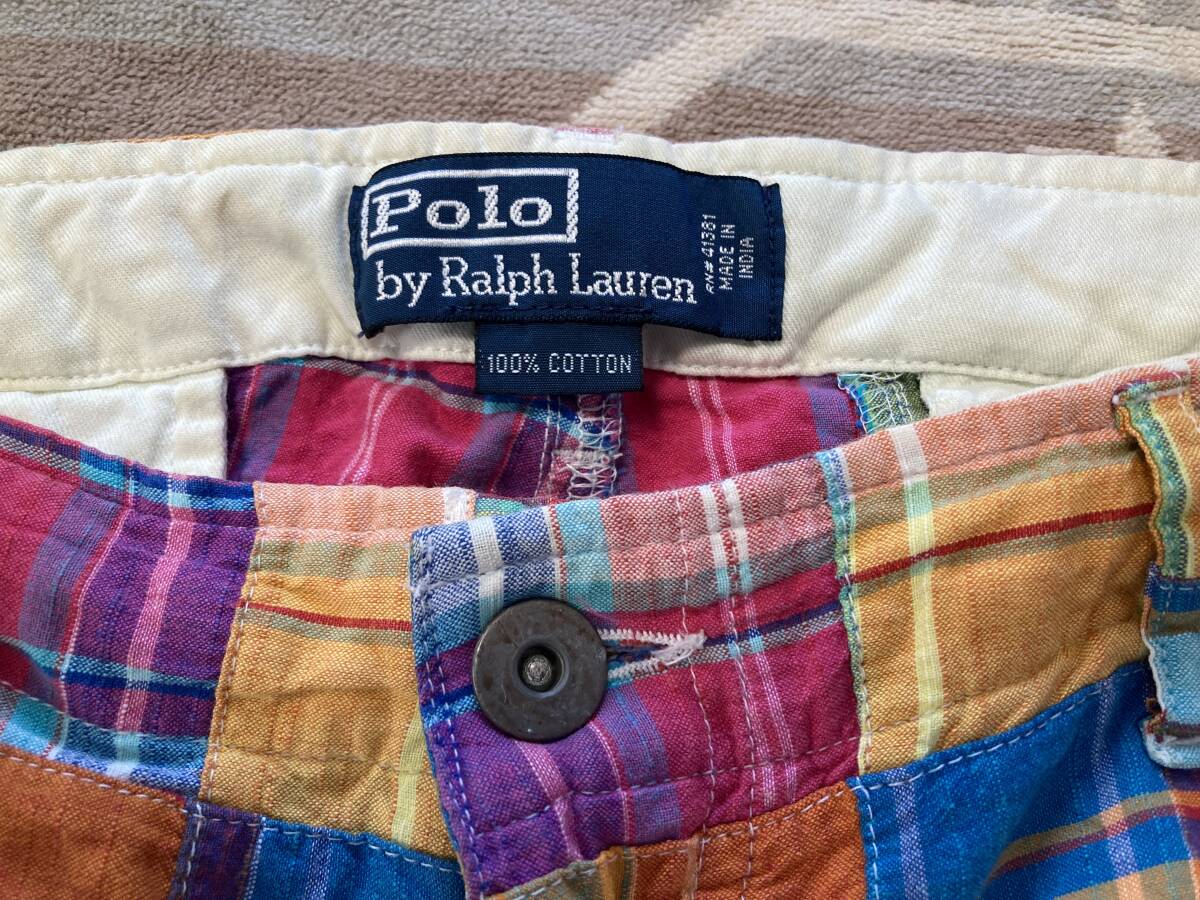 Polo
by Ralph Lauren
RN# 41381
MADE IN
INDIA
100% COTTON